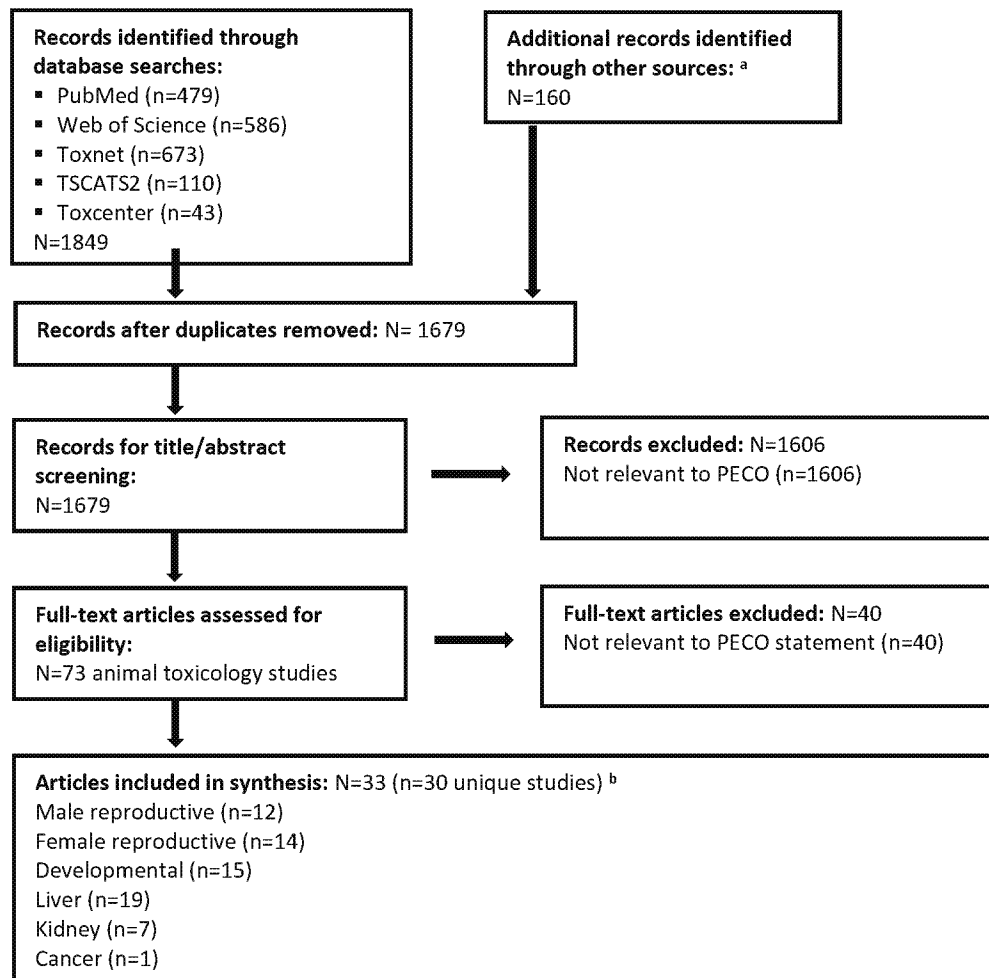 Records identified through
database searches:
▪ PubMed (n=479)
▪ Web of Science (n=586)
▪ Toxnet (n=673)
▪ TSCATS2 (n=110)
▪ Toxcenter (n=43)
N=1849
Additional records identified
through other sources: a
N=160
Records after duplicates removed: N= 1679
Records for title/abstract
screening:
N=1679
Records excluded: N=1606
Not relevant to PECO (n=1606)
Full-text articles assessed for
eligibility:
N=73 animal toxicology studies
Full-text articles excluded: N=40
Not relevant to PECO statement (n=40)
Articles included in synthesis: N=33 (n=30 unique studies) b
Male reproductive (n=12)
Female reproductive (n=14)
Developmental (n=15)
Liver (n=19)
Kidney (n=7)
Cancer (n=1)